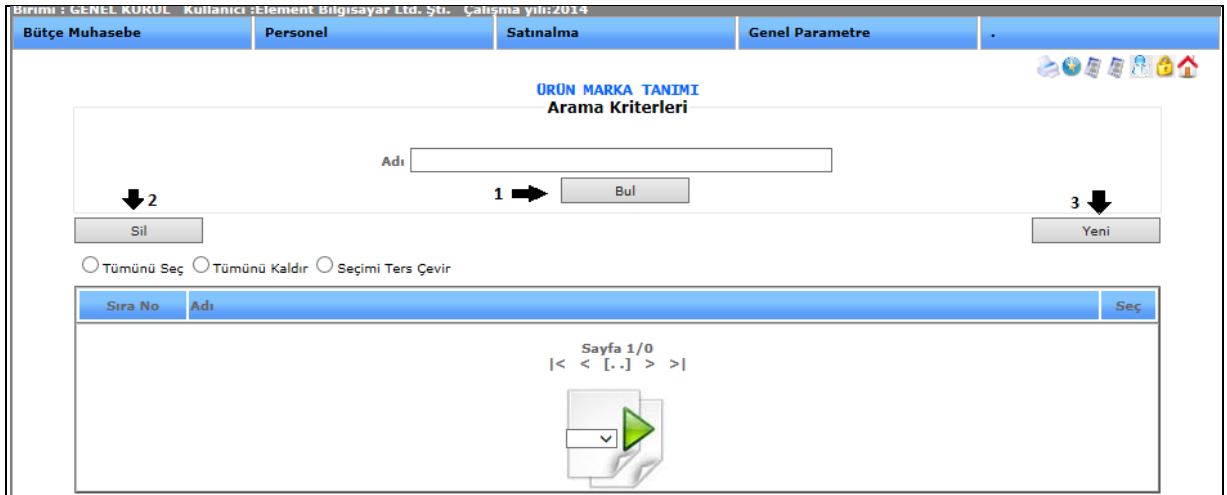 Birimi : GENEL KURUL Kullanıcı :Element Bilgisayar Ltd. Şti. Çalışma yılı:2014
Bütçe Muhasebe Personel Satınalma Genel Parametre .
ÜRÜN MARKA TANIMI
Arama Kriterleri
Adı
1 Bul
2 3
Sil Yeni
Tümünü Seç Tümünü Kaldır Seçimi Ters Çevir
Sıra No Adı Seç
Sayfa 1/0
|< < [..] > >|